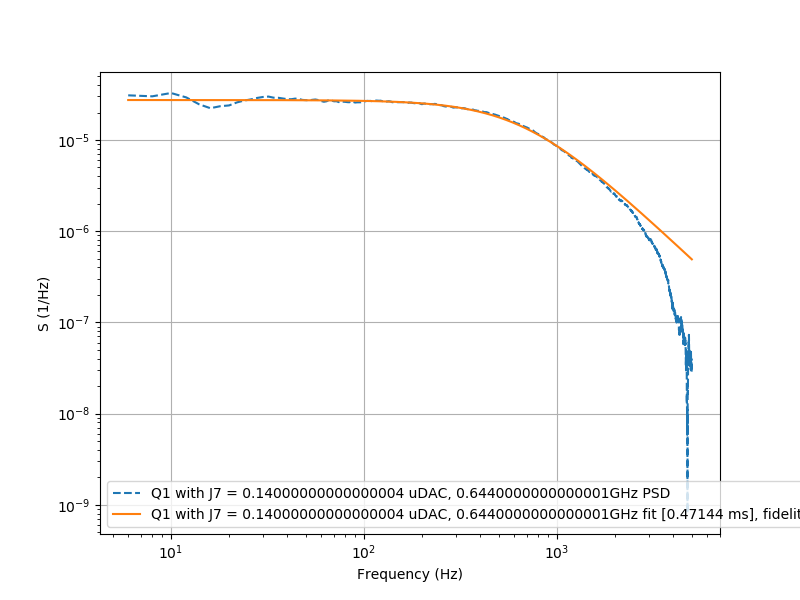 10⁻⁵
10⁻⁶
10⁻⁷
10⁻⁸
10⁻⁹
S (1/Hz)
Q1 with J7 = 0.14000000000000004 uDAC, 0.6440000000000001GHz PSD
Q1 with J7 = 0.14000000000000004 uDAC, 0.6440000000000001GHz fit [0.47144 ms], fidelit
10¹ 10² 10³
Frequency (Hz)